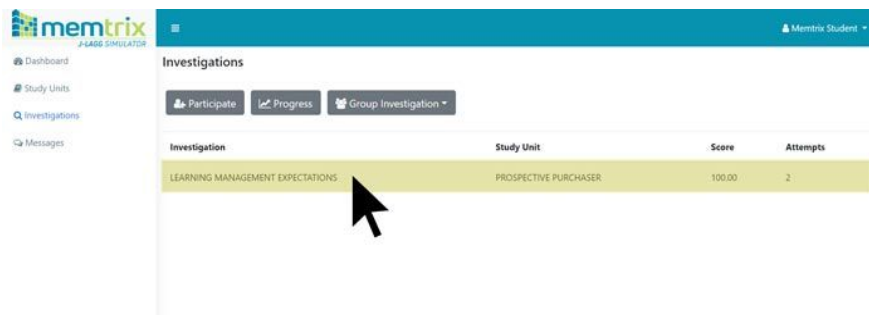 memtrix
J-LAGG SIMULATOR
Memtrix Student
Dashboard
Study Units
Investigations
Messages
Investigations
Participate Progress Group Investigation
Investigation Study Unit Score Attempts
LEARNING MANAGEMENT EXPECTATIONS PROSPECTIVE PURCHASER 100.00 2